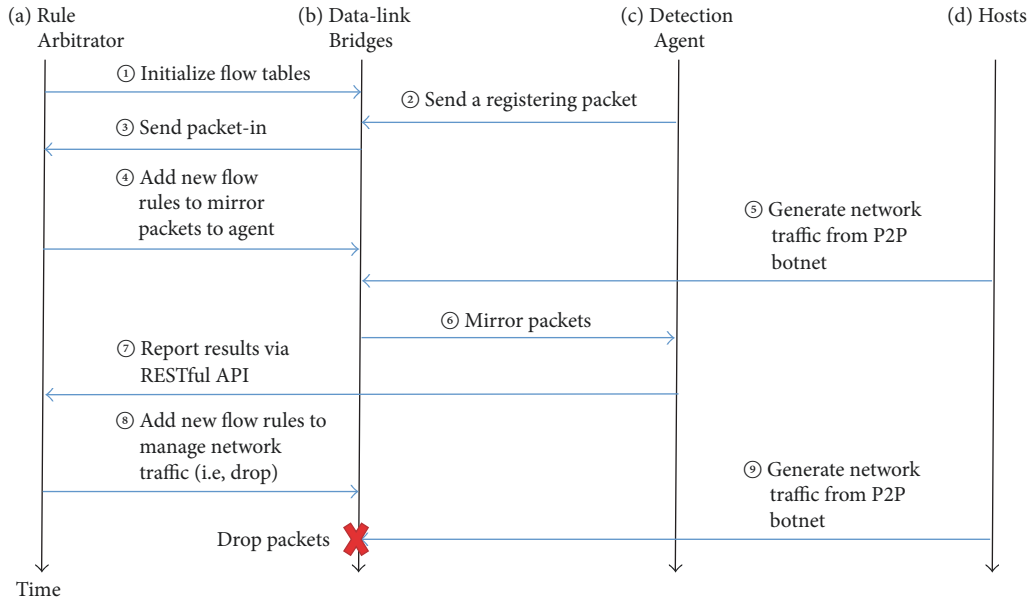 (a) Rule
Arbitrator
(b) Data-link
Bridges
(c) Detection
Agent
(d) Hosts
① Initialize flow tables
② Send a registering packet
③ Send packet-in
④ Add new flow
rules to mirror
packets to agent
⑤ Generate network
traffic from P2P
botnet
⑥ Mirror packets
⑦ Report results via
RESTful API
⑧ Add new flow rules to
manage network
traffic (i.e, drop)
⑨ Generate network
traffic from P2P
botnet
Drop packets
Time